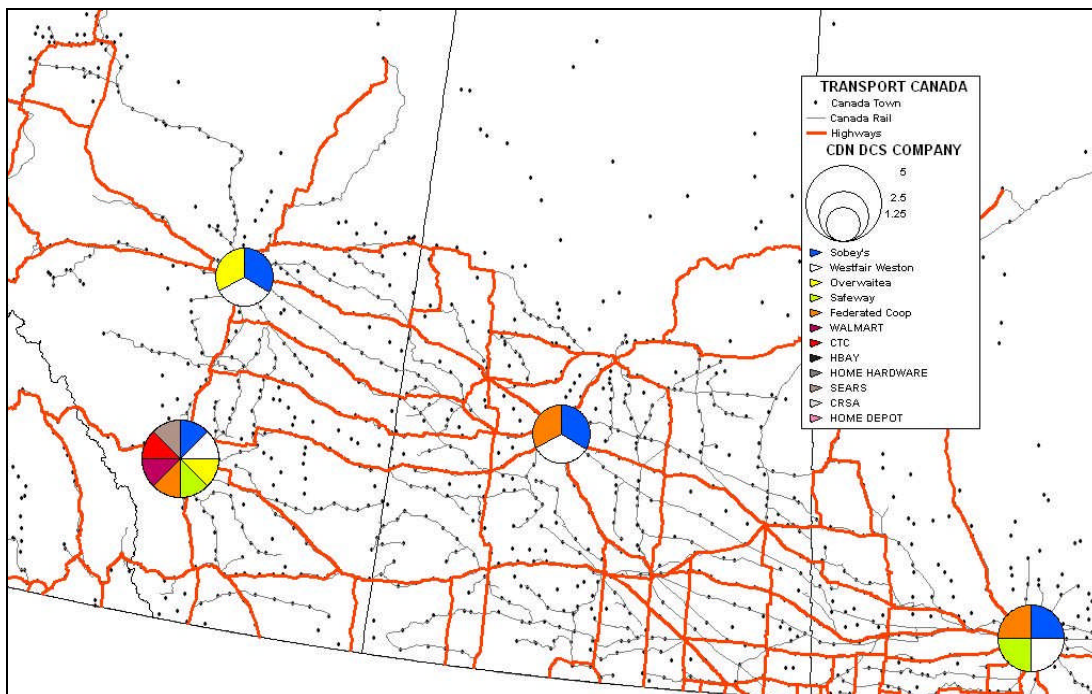 TRANSPORT CANADA
Canada Town
Canada Rail
Highways
CDN DCS COMPANY
5
2.5
1.25
Sobey's
Westfair Weston
Overwaitea
Safeway
Federated Coop
WALMART
CTC
HBAY
HOME HARDWARE
SEARS
CRSA
HOME DEPOT